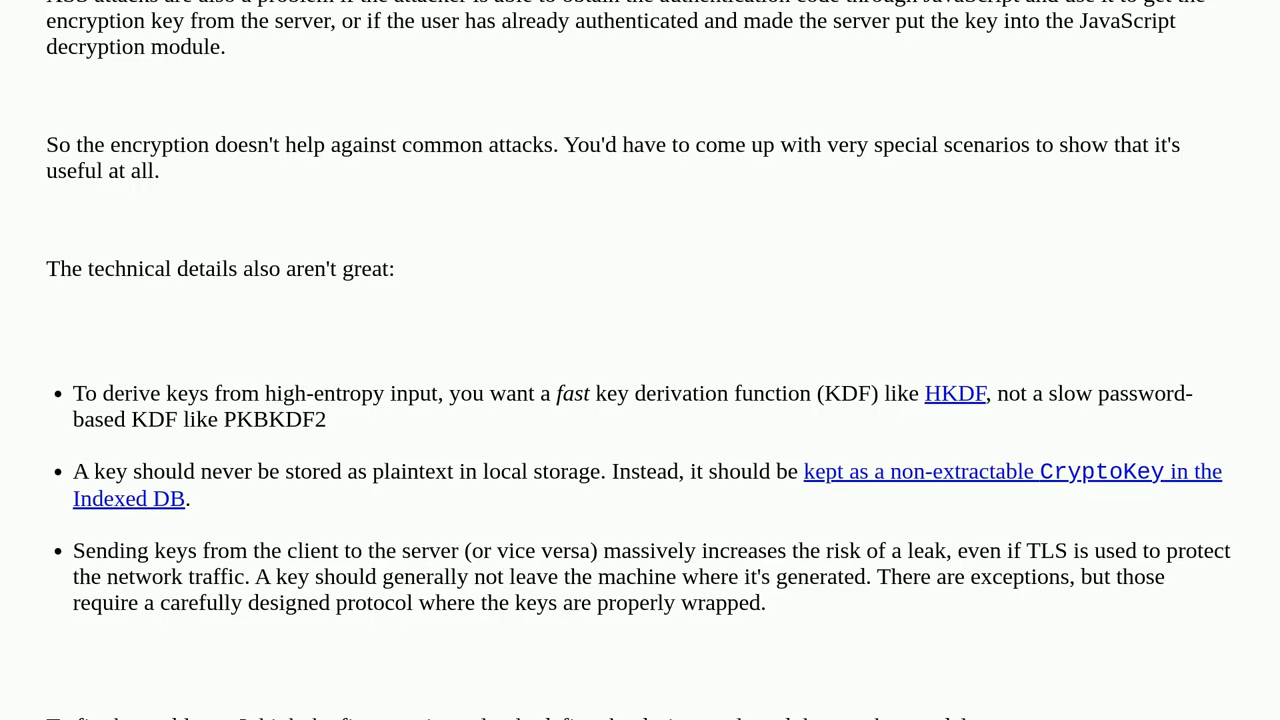 encryption key from the server, or if the user has already authenticated and made the server put the key into the JavaScript
decryption module.
So the encryption doesn't help against common attacks. You'd have to come up with very special scenarios to show that it's
useful at all.
The technical details also aren't great:
• To derive keys from high-entropy input, you want a fast key derivation function (KDF) like HKDF, not a slow password-
based KDF like PKBKDF2
• A key should never be stored as plaintext in local storage. Instead, it should be kept as a non-extractable CryptoKey in the
Indexed DB.
• Sending keys from the client to the server (or vice versa) massively increases the risk of a leak, even if TLS is used to protect
the network traffic. A key should generally not leave the machine where it's generated. There are exceptions, but those
require a carefully designed protocol where the keys are properly wrapped.